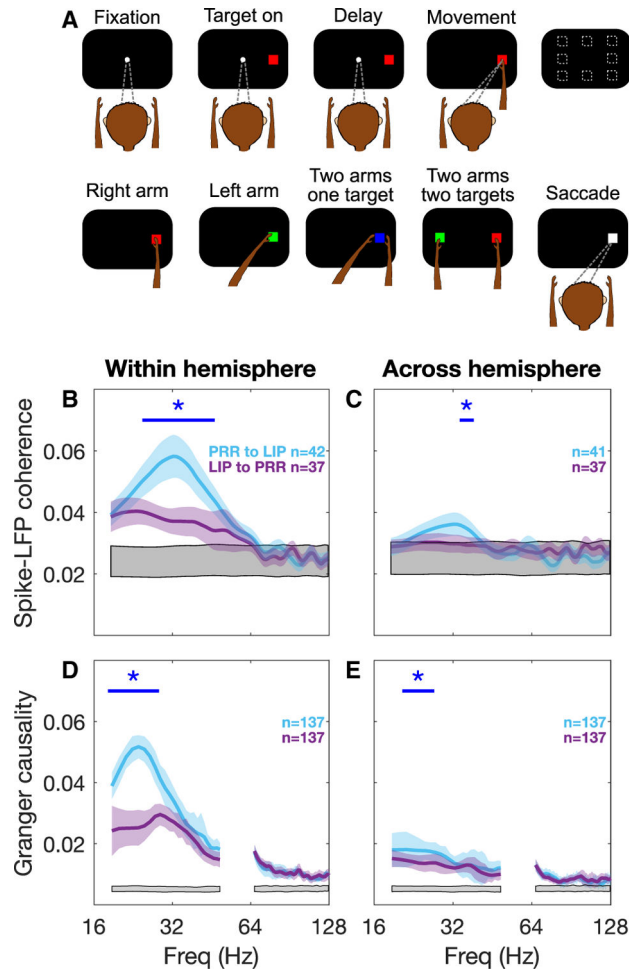 A
Fixation
Target on
Delay
Movement
Right arm
Left arm
Two arms
one target
Two arms
two targets
Saccade
Within hemisphere
Across hemisphere
B
*
PRR to LIP n=42
LIP to PRR n=37
0.06
0.04
0.02
Spike-LFP coherence
C
*
n=41
n=37
D
*
n=137
n=137
0.06
0.04
0.02
Granger causality
16
32
64
128
Freq (Hz)
E
*
n=137
n=137
16
32
64
128
Freq (Hz)